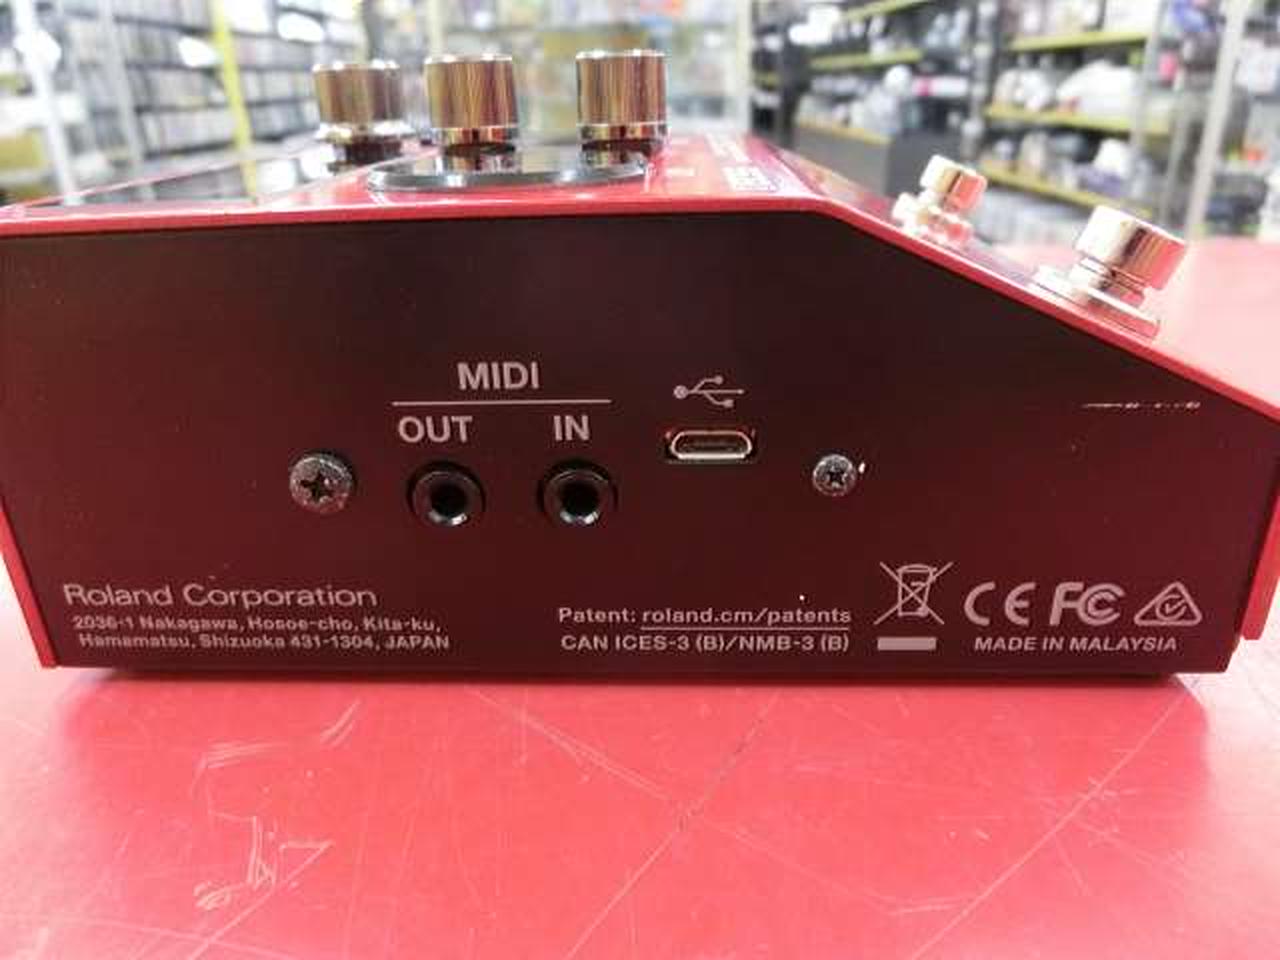 MIDI
OUT IN
Roland Corporation
2036-1 Nakagawa, Hosoe-cho, Kita-ku,
Hamamatsu, Shizuoka 431-1304, JAPAN
Patent: roland.cm/patents
CAN ICES-3 (B)/NMB-3 (B)
CE FC
MADE IN MALAYSIA